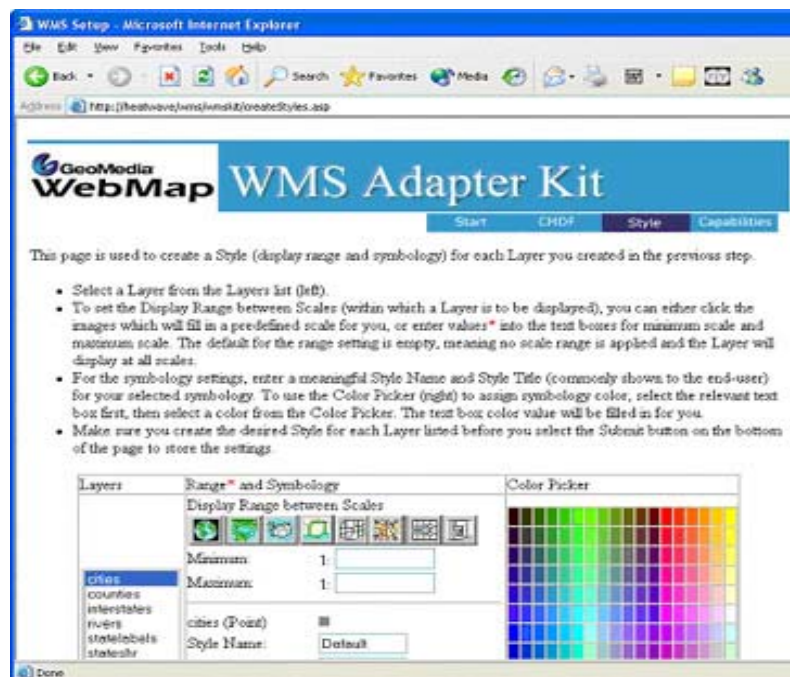 WMS Setup - Microsoft Internet Explorer
File Edit View Favorites Tools Help
Back Search Favorites Media
Address http://heatwave/wms/wmskit/createStyles.asp
GeoMedia
WebMap
WMS Adapter Kit
Start CMDF Style Capabilities
This page is used to create a Style (display range and symbology) for each Layer you created in the previous step.
• Select a Layer from the Layers list (left).
• To set the Display Range between Scales (within which a Layer is to be displayed), you can either click the
images which will fill in a predefined scale for you, or enter values* into the text boxes for minimum scale and
maximum scale. The default for the range setting is empty, meaning no scale range is applied and the Layer will
display at all scales.
• For the symbology settings, enter a meaningful Style Name and Style Title (commonly shown to the end-user)
for your selected symbology. To use the Color Picker (right) to assign symbology color, select the relevant text
box first, then select a color from the Color Picker. The text box color value will be filled in for you.
• Make sure you create the desired Style for each Layer listed before you select the Submit button on the bottom
of the page to store the settings.
Layers Range* and Symbology Color Picker
Display Range between Scales
Minimum: 1:
Maximum: 1:
cities
counties
interstates
rivers
statelabels
stateshr
cities (Point)
Style Name: Default
Done